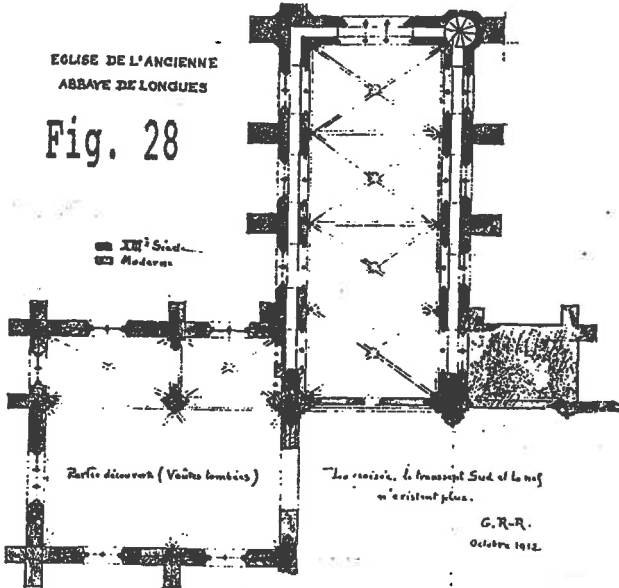 EGLISE DE L'ANCIENNE
ABBAYE DE LONGUES
Fig. 28
XIIIᵉ Siècle
Moderne
Partie découverte (Voûtes tombées)
La croisée, le transept Sud et la nef
n'existent plus.
G. R-R.
Octobre 1912